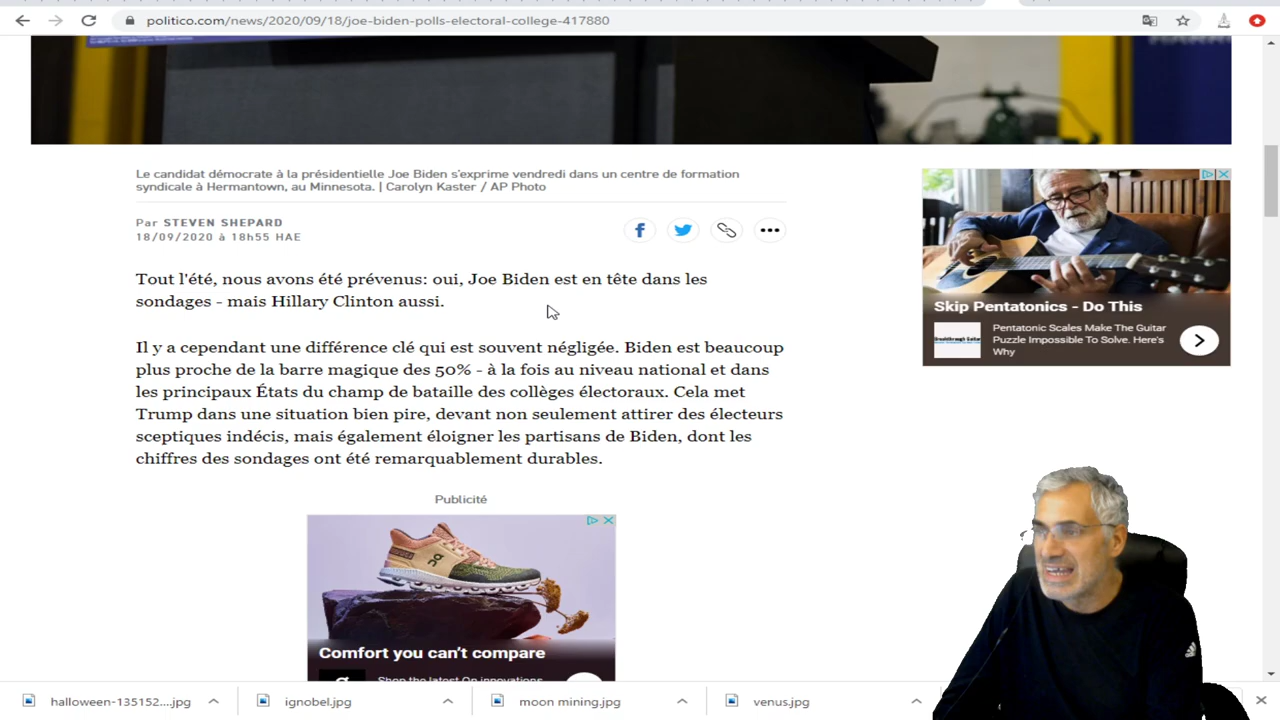 politico.com/news/2020/09/18/joe-biden-polls-electoral-college-417880
Le candidat démocrate à la présidentielle Joe Biden s'exprime vendredi dans un centre de formation
syndicale à Hermantown, au Minnesota. | Carolyn Kaster / AP Photo
Par STEVEN SHEPARD
18/09/2020 à 18h55 HAE
Tout l'été, nous avons été prévenus: oui, Joe Biden est en tête dans les
sondages - mais Hillary Clinton aussi.
Il y a cependant une différence clé qui est souvent négligée. Biden est beaucoup
plus proche de la barre magique des 50% - à la fois au niveau national et dans
les principaux États du champ de bataille des collèges électoraux. Cela met
Trump dans une situation bien pire, devant non seulement attirer des électeurs
sceptiques indécis, mais également éloigner les partisans de Biden, dont les
chiffres des sondages ont été remarquablement durables.
Publicité
Comfort you can't compare
Shop the latest On innovations
Skip Pentatonics - Do This
Pentatonic Scales Make The Guitar
Puzzle Impossible To Solve. Here's
Why
halloween-135152....jpg
ignobel.jpg
moon mining.jpg
venus.jpg